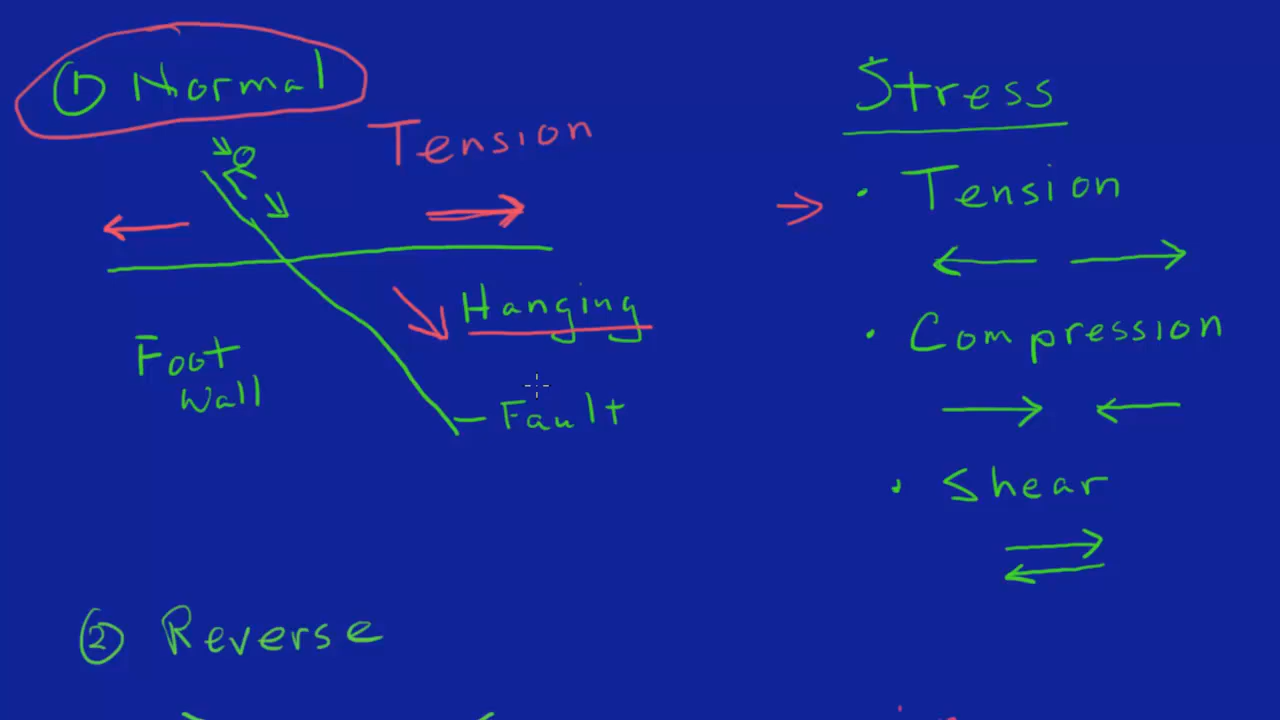 ① Normal
Tension
Hanging
Foot
Wall
Fault
② Reverse
Stress
• Tension
• Compression
• Shear